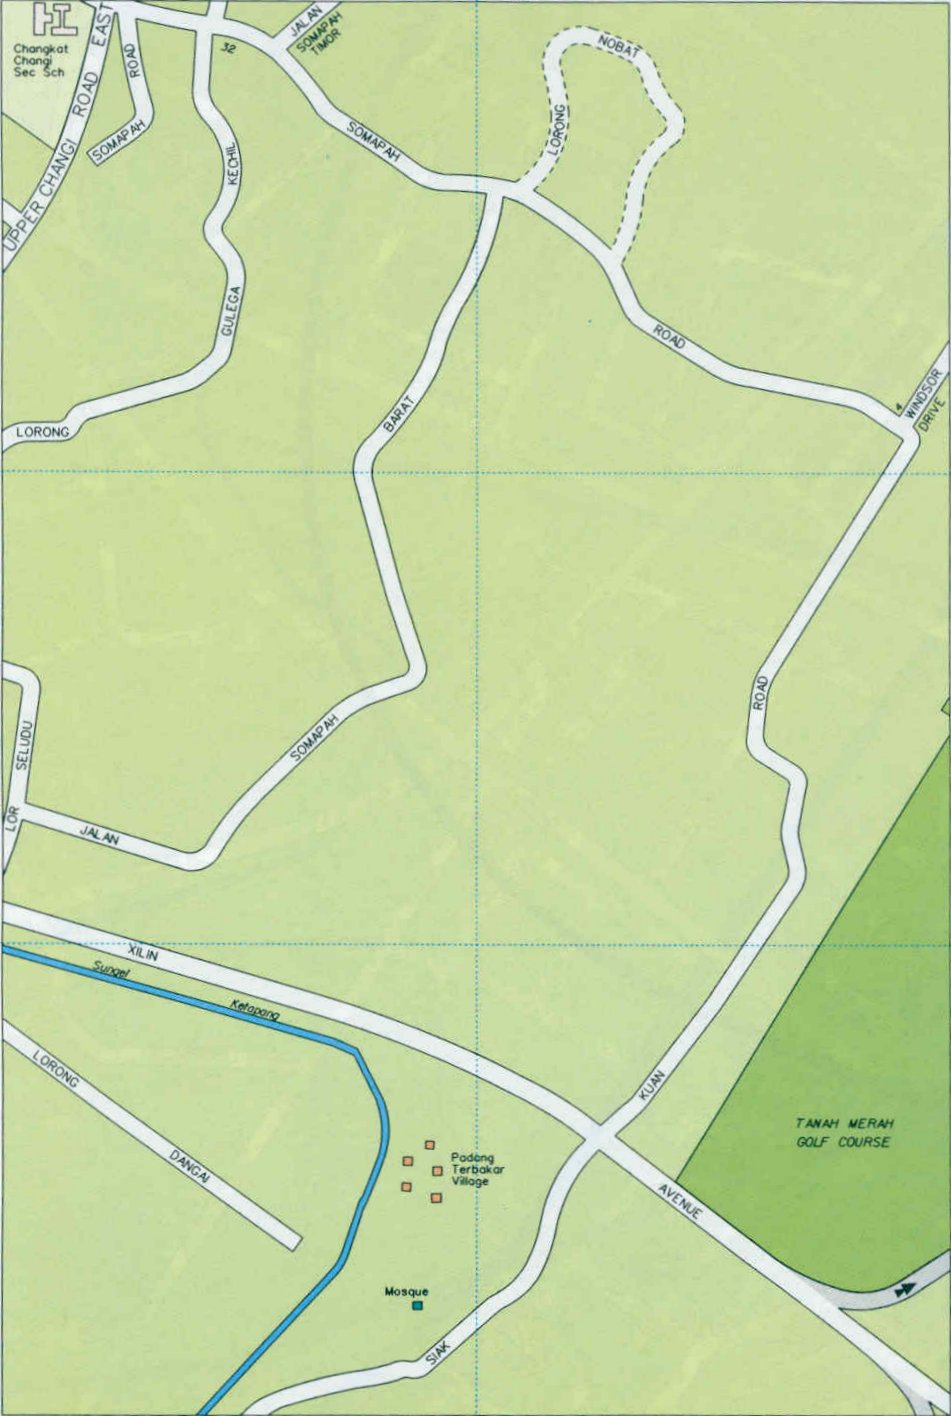 Changkat
Changi
Sec Sch
UPPER CHANGI ROAD EAST
SOMAPAH ROAD
32
JALAN
SOMAPAH
TIMOR
LORONG NOBAT
SOMAPAH ROAD
LORONG GULEGA KECHIL
4
WINDSOR
DRIVE
JALAN SOMAPAH BARAT
LOR SELUDU
SIAK KUAN ROAD
XILIN AVENUE
Sungei Ketapang
LORONG DANGAI
Padang
Terbakar
Village
Mosque
TANAH MERAH
GOLF COURSE